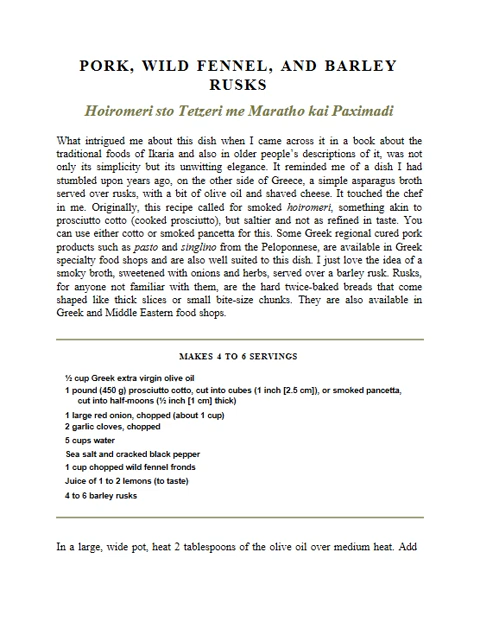 PORK, WILD FENNEL, AND BARLEY
RUSKS
Hoiromeri sto Tetzeri me Maratho kai Paximadi
What intrigued me about this dish when I came across it in a book about the
traditional foods of Ikaria and also in older people's descriptions of it, was not
only its simplicity but its unwitting elegance. It reminded me of a dish I had
stumbled upon years ago, on the other side of Greece, a simple asparagus broth
served over rusks, with a bit of olive oil and shaved cheese. It touched the chef
in me. Originally, this recipe called for smoked hoiromeri, something akin to
prosciutto cotto (cooked prosciutto), but saltier and not as refined in taste. You
can use either cotto or smoked pancetta for this. Some Greek regional cured pork
products such as pasto and singlino from the Peloponnese, are available in Greek
specialty food shops and are also well suited to this dish. I just love the idea of a
smoky broth, sweetened with onions and herbs, served over a barley rusk. Rusks,
for anyone not familiar with them, are the hard twice-baked breads that come
shaped like thick slices or small bite-size chunks. They are also available in
Greek and Middle Eastern food shops.
MAKES 4 TO 6 SERVINGS
½ cup Greek extra virgin olive oil
1 pound (450 g) prosciutto cotto, cut into cubes (1 inch [2.5 cm]), or smoked pancetta,
cut into half-moons (½ inch [1 cm] thick)
1 large red onion, chopped (about 1 cup)
2 garlic cloves, chopped
5 cups water
Sea salt and cracked black pepper
1 cup chopped wild fennel fronds
Juice of 1 to 2 lemons (to taste)
4 to 6 barley rusks
In a large, wide pot, heat 2 tablespoons of the olive oil over medium heat. Add